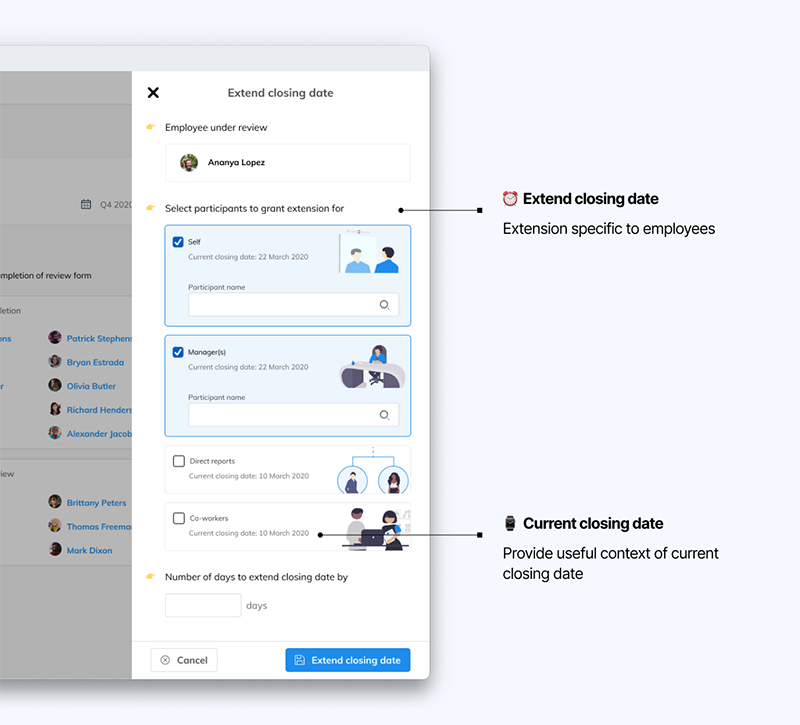 Extend closing date
Employee under review
Ananya Lopez
Q4 2020
Select participants to grant extension for
Self
Current closing date: 22 March 2020
Participant name
Manager(s)
Current closing date: 22 March 2020
Participant name
Direct reports
Current closing date: 10 March 2020
Co-workers
Current closing date: 10 March 2020
Number of days to extend closing date by
days
Cancel
Extend closing date
mpletion of review form
letion
ons
Patrick Stephens
Bryan Estrada
r
Olivia Butler
Richard Henders
Alexander Jacob
iew
Brittany Peters
Thomas Freeman
Mark Dixon
Extend closing date
Extension specific to employees
Current closing date
Provide useful context of current
closing date